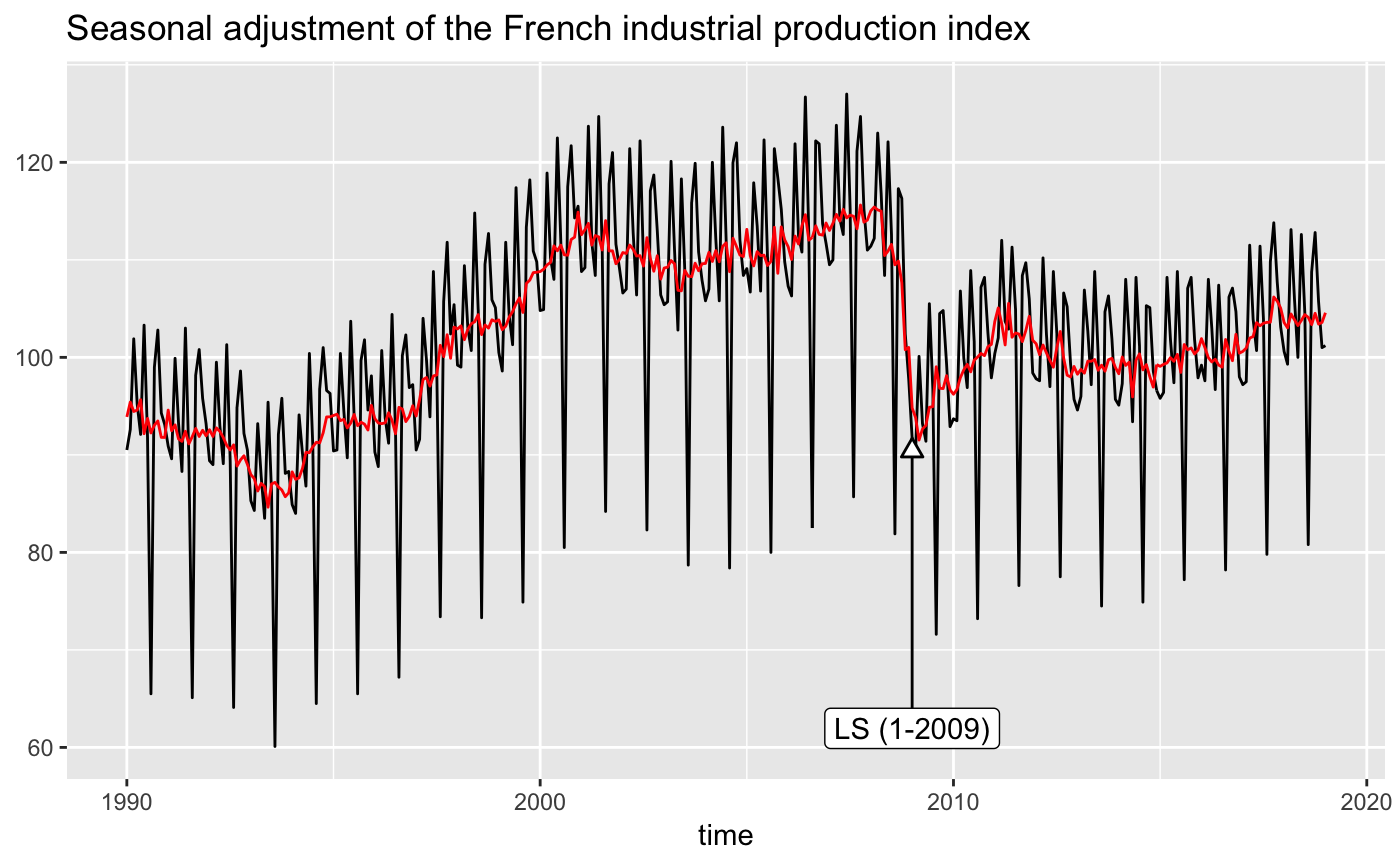 Seasonal adjustment of the French industrial production index
120
100
80
60
LS (1-2009)
1990 2000 2010 2020
time